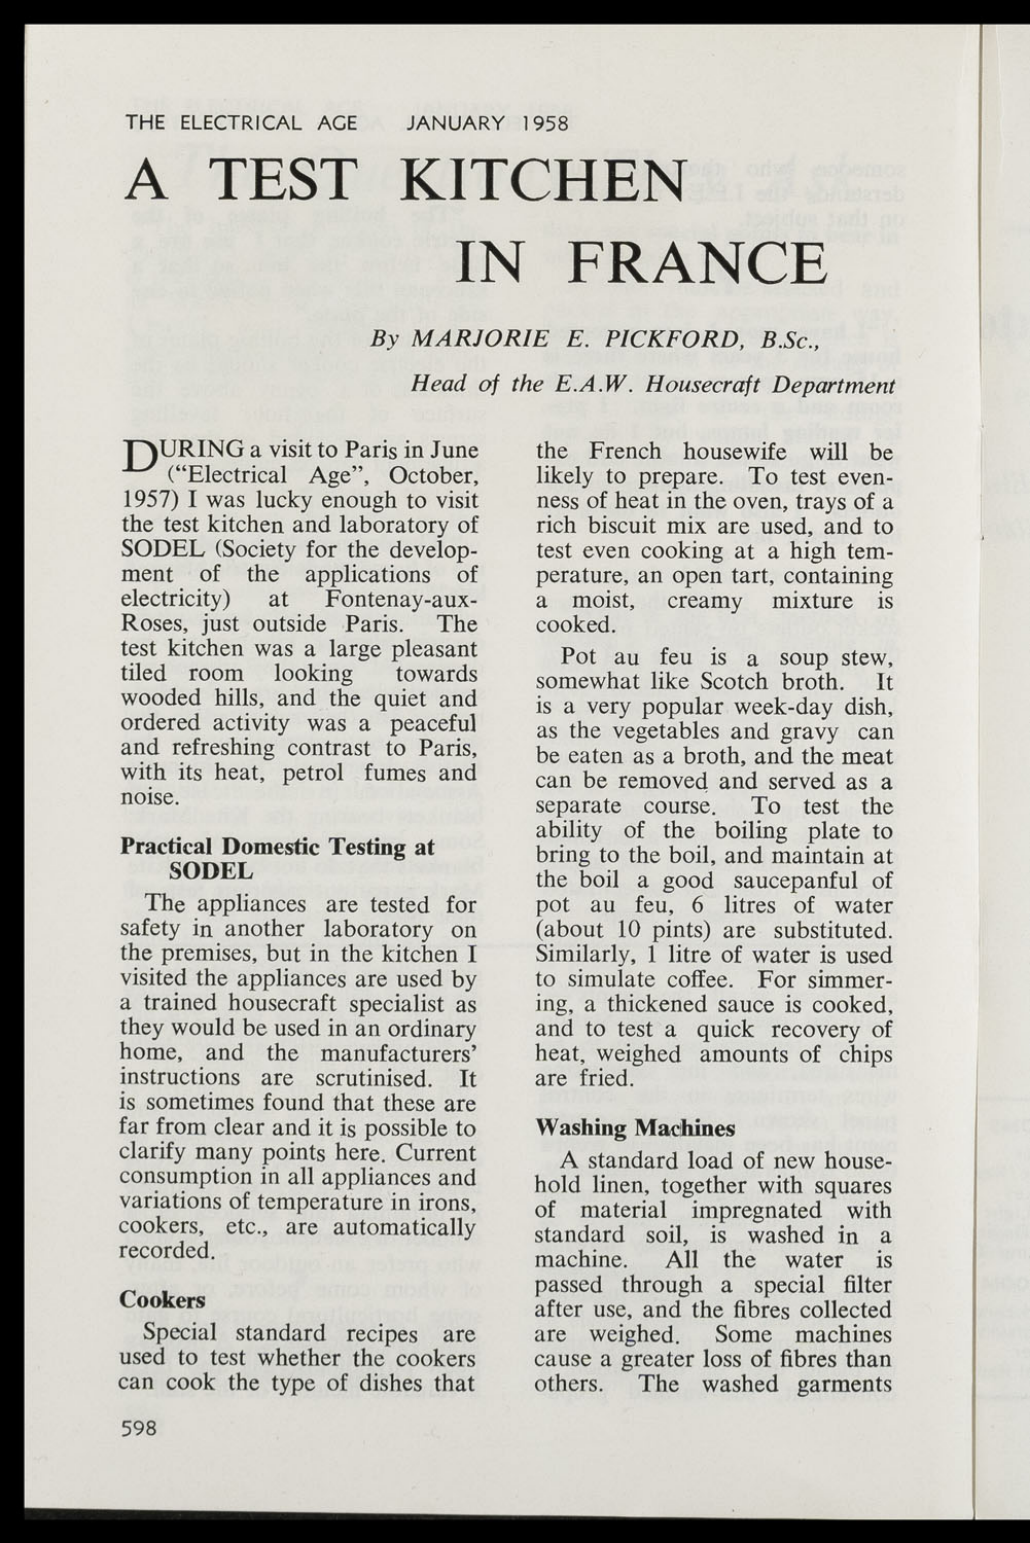 THE ELECTRICAL AGE JANUARY 1958
A TEST KITCHEN
IN FRANCE
By MARJORIE E. PICKFORD, B.Sc.,
Head of the E.A.W. Housecraft Department
DURING a visit to Paris in June
(“Electrical Age”, October,
1957) I was lucky enough to visit
the test kitchen and laboratory of
SODEL (Society for the develop-
ment of the applications of
electricity) at Fontenay-aux-
Roses, just outside Paris. The
test kitchen was a large pleasant
tiled room looking towards
wooded hills, and the quiet and
ordered activity was a peaceful
and refreshing contrast to Paris,
with its heat, petrol fumes and
noise.
Practical Domestic Testing at
SODEL
The appliances are tested for
safety in another laboratory on
the premises, but in the kitchen I
visited the appliances are used by
a trained housecraft specialist as
they would be used in an ordinary
home, and the manufacturers’
instructions are scrutinised. It
is sometimes found that these are
far from clear and it is possible to
clarify many points here. Current
consumption in all appliances and
variations of temperature in irons,
cookers, etc., are automatically
recorded.
Cookers
Special standard recipes are
used to test whether the cookers
can cook the type of dishes that
the French housewife will be
likely to prepare. To test even-
ness of heat in the oven, trays of a
rich biscuit mix are used, and to
test even cooking at a high tem-
perature, an open tart, containing
a moist, creamy mixture is
cooked.
Pot au feu is a soup stew,
somewhat like Scotch broth. It
is a very popular week-day dish,
as the vegetables and gravy can
be eaten as a broth, and the meat
can be removed and served as a
separate course. To test the
ability of the boiling plate to
bring to the boil, and maintain at
the boil a good saucepanful of
pot au feu, 6 litres of water
(about 10 pints) are substituted.
Similarly, 1 litre of water is used
to simulate coffee. For simmer-
ing, a thickened sauce is cooked,
and to test a quick recovery of
heat, weighed amounts of chips
are fried.
Washing Machines
A standard load of new house-
hold linen, together with squares
of material impregnated with
standard soil, is washed in a
machine. All the water is
passed through a special filter
after use, and the fibres collected
are weighed. Some machines
cause a greater loss of fibres than
others. The washed garments
598